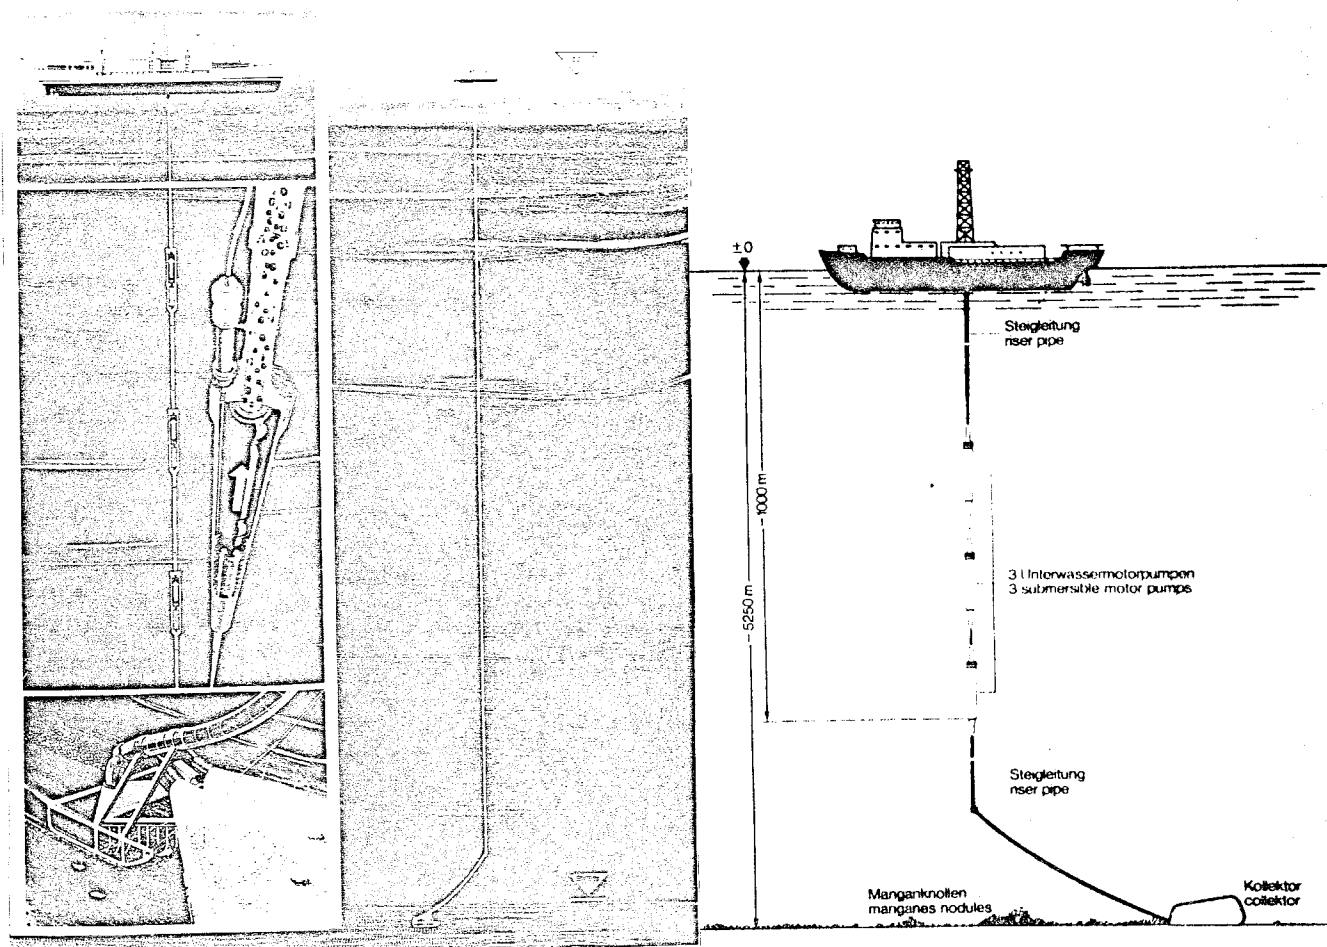 ±0
Steigleitung
riser pipe
-1000 m
-5250 m
3 Unterwassermotorpumpen
3 submersible motor pumps
Steigleitung
riser pipe
Manganknollen
manganes nodules
Kollektor
collektor